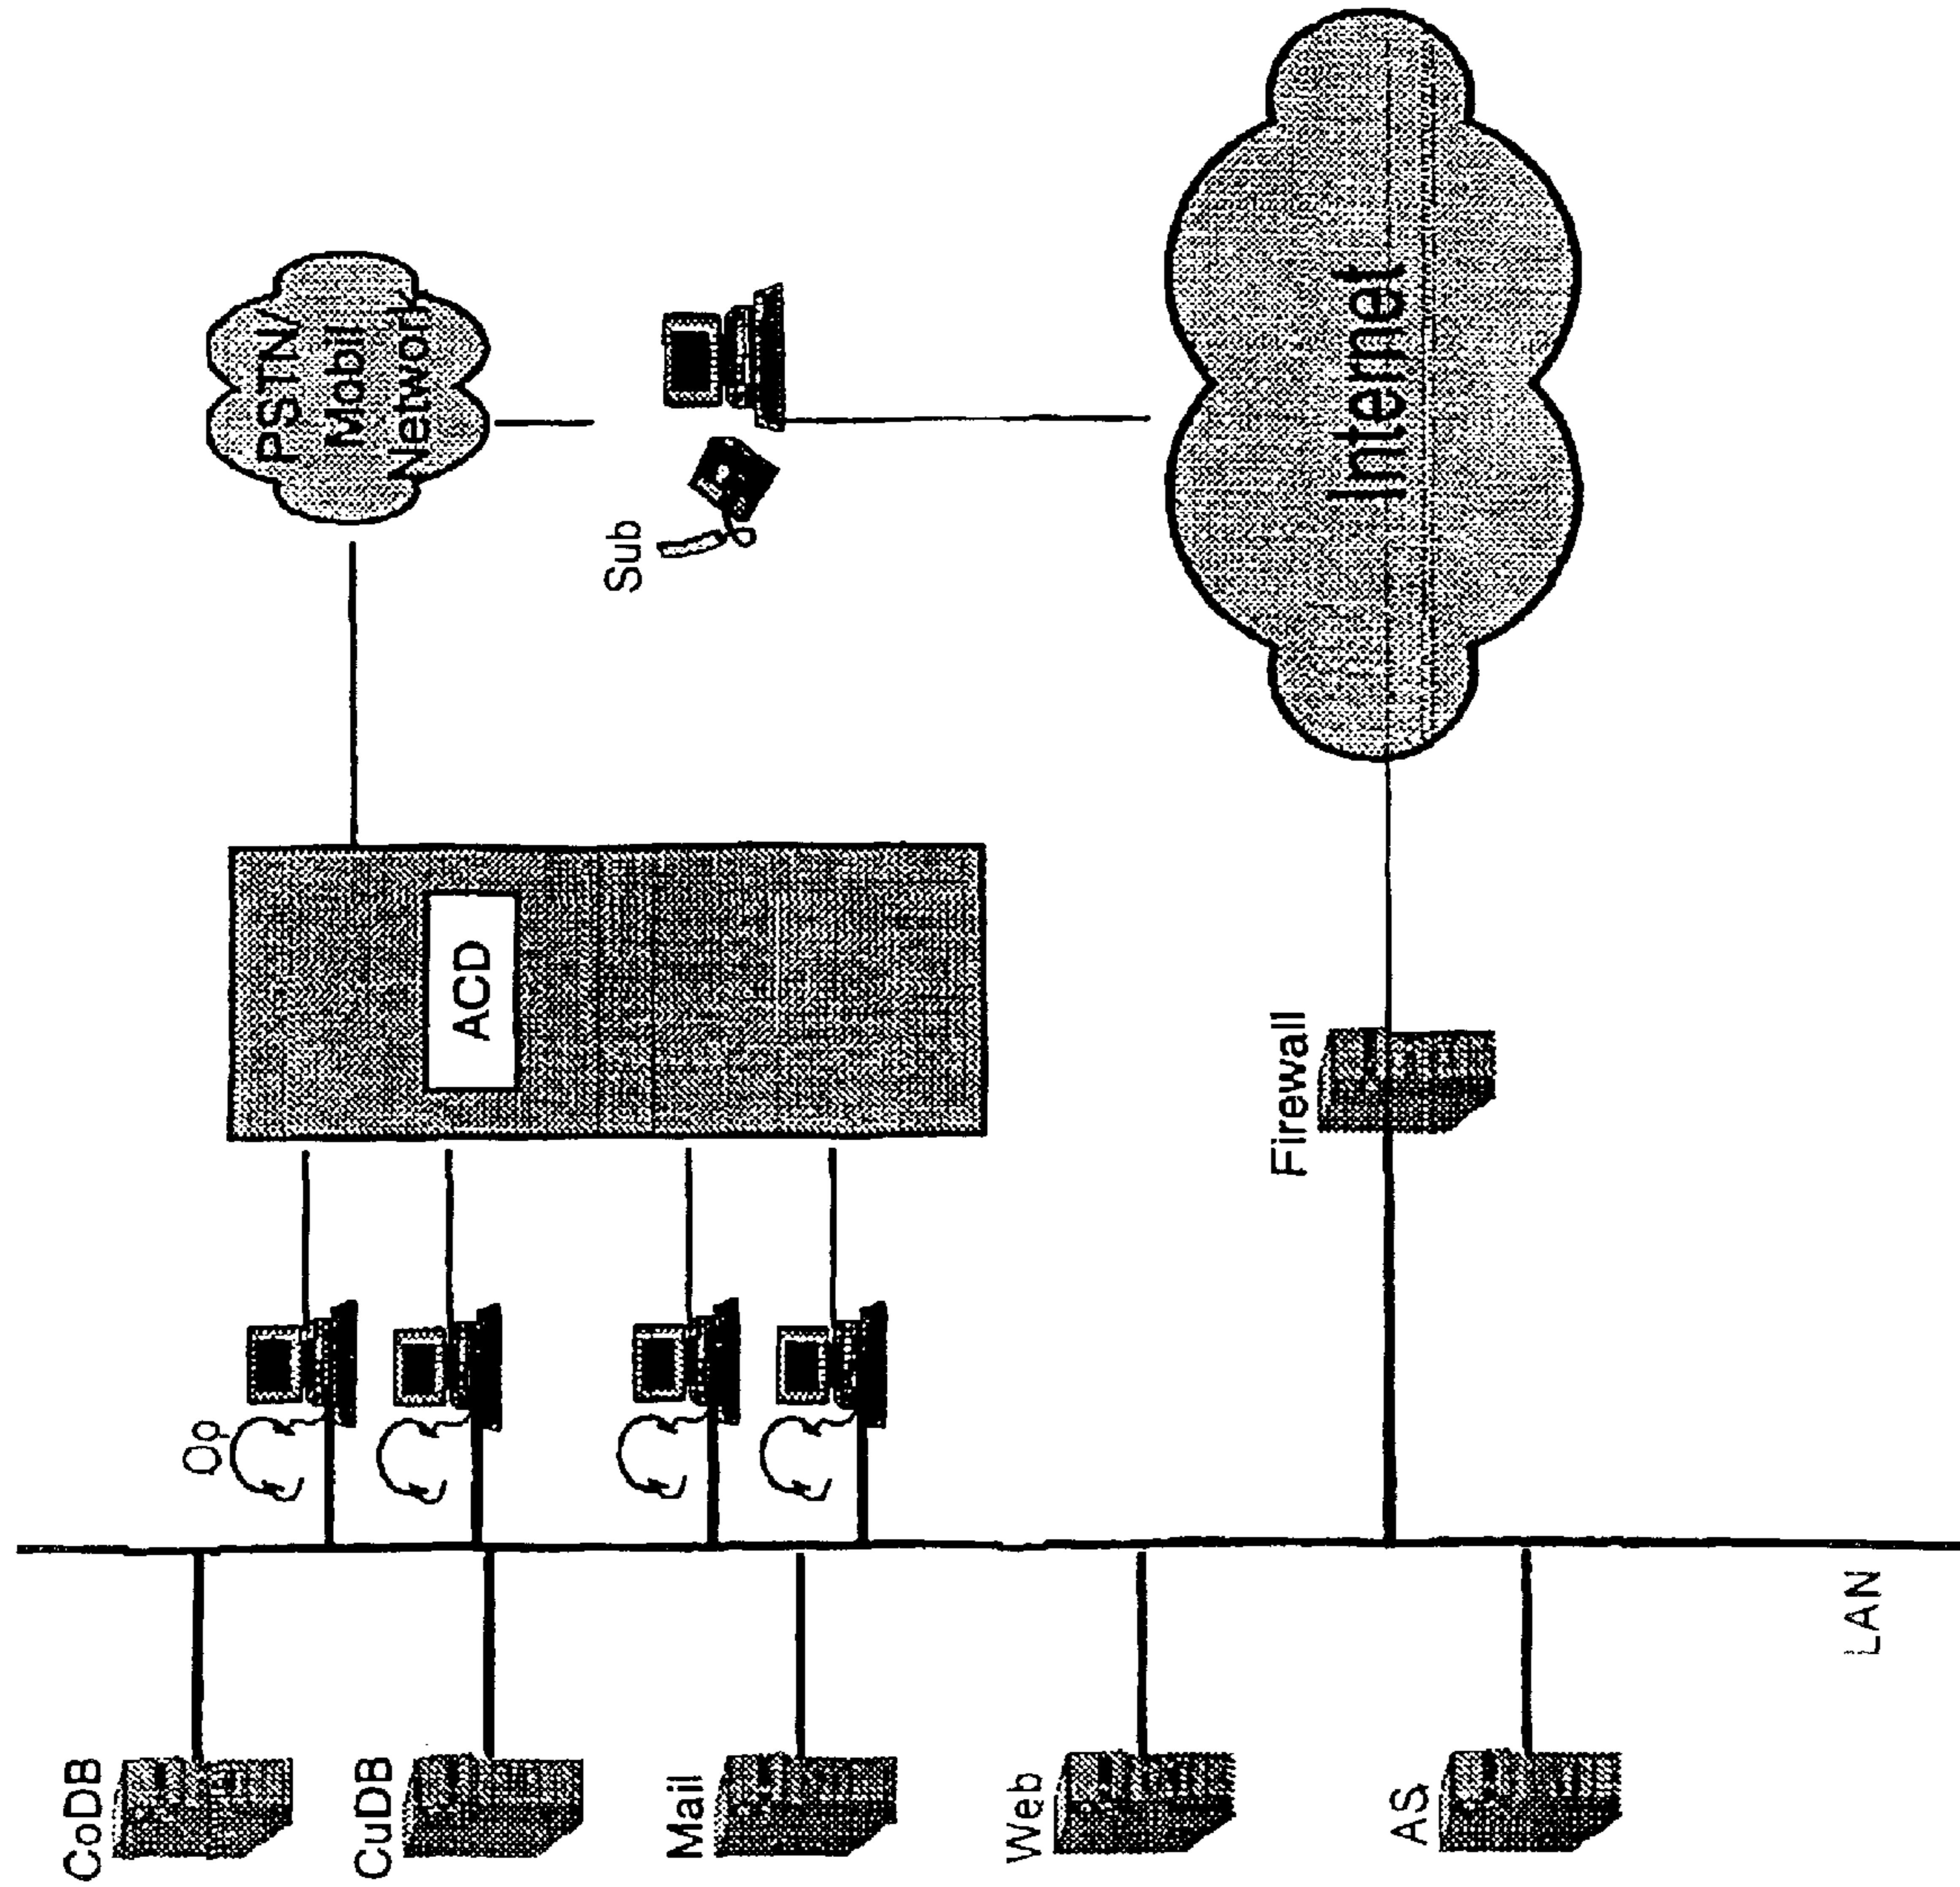 CoDB
CuDB
Mail
Web
AS
LAN
Op
ACD
Firewall
Sub
PSTN/
Mobil
Network
Internet